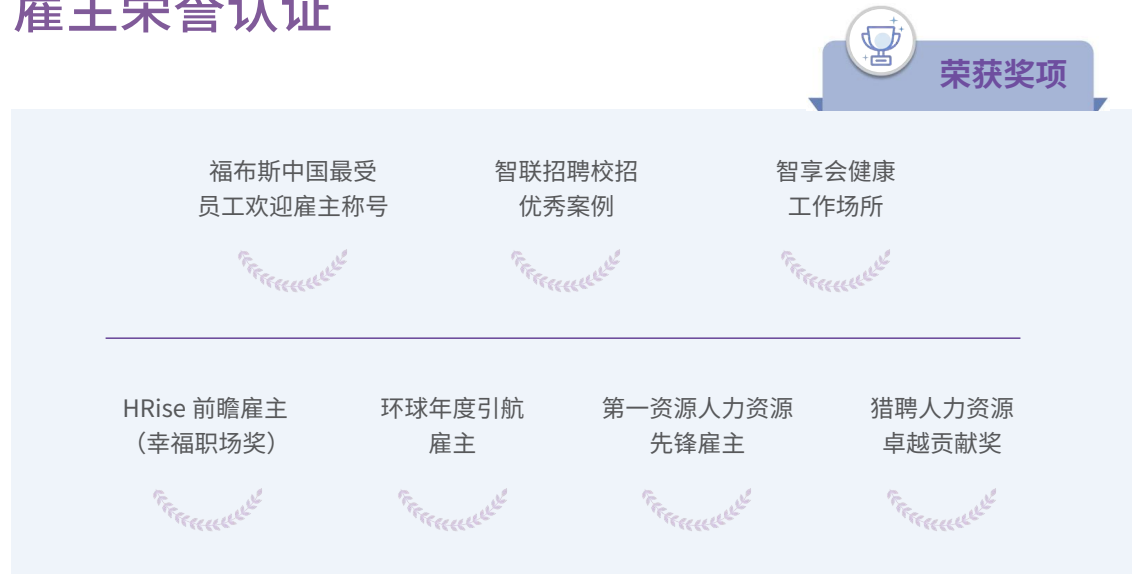 雇主荣誉认证
荣获奖项
福布斯中国最受
员工欢迎雇主称号
智联招聘校招
优秀案例
智享会健康
工作场所
HRise 前瞻雇主
（幸福职场奖）
环球年度引航
雇主
第一资源人力资源
先锋雇主
猎聘人力资源
卓越贡献奖